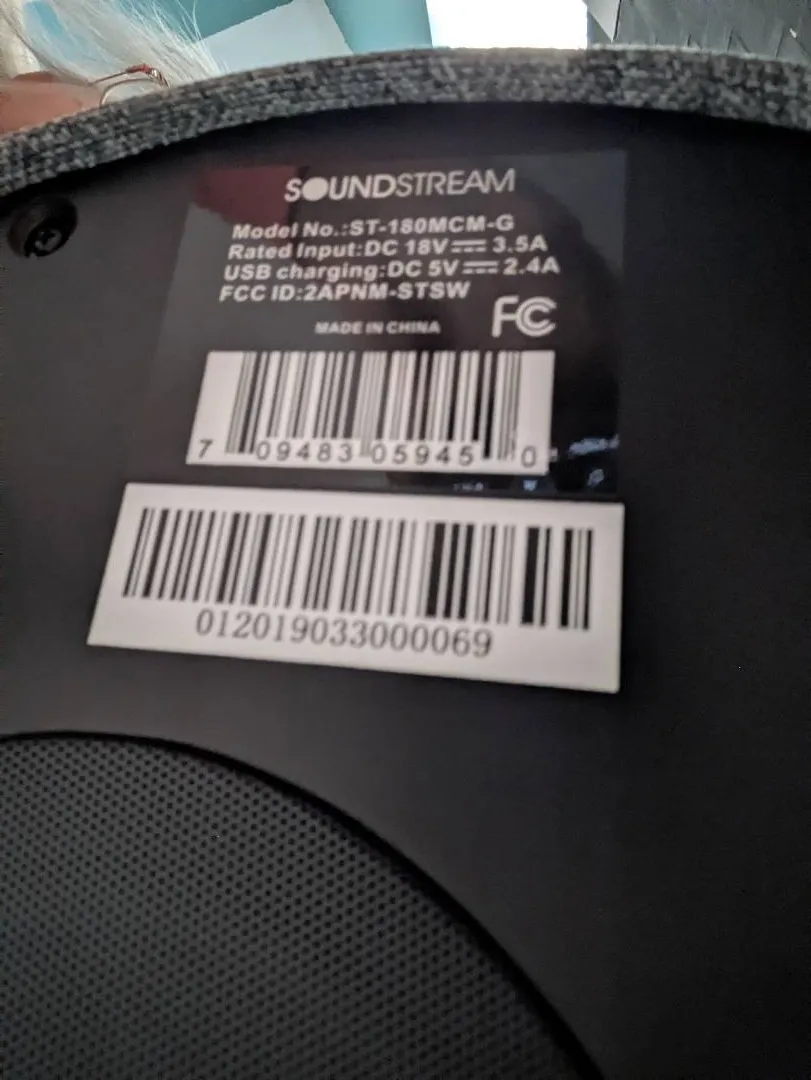 SOUNDSTREAM
Model No.:ST-180MCM-G
Rated Input:DC 18V⎓ 3.5A
USB charging:DC 5V⎓ 2.4A
FCC ID:2APNM-STSW
MADE IN CHINA
FC
7 09483 05945 0
012019033000069